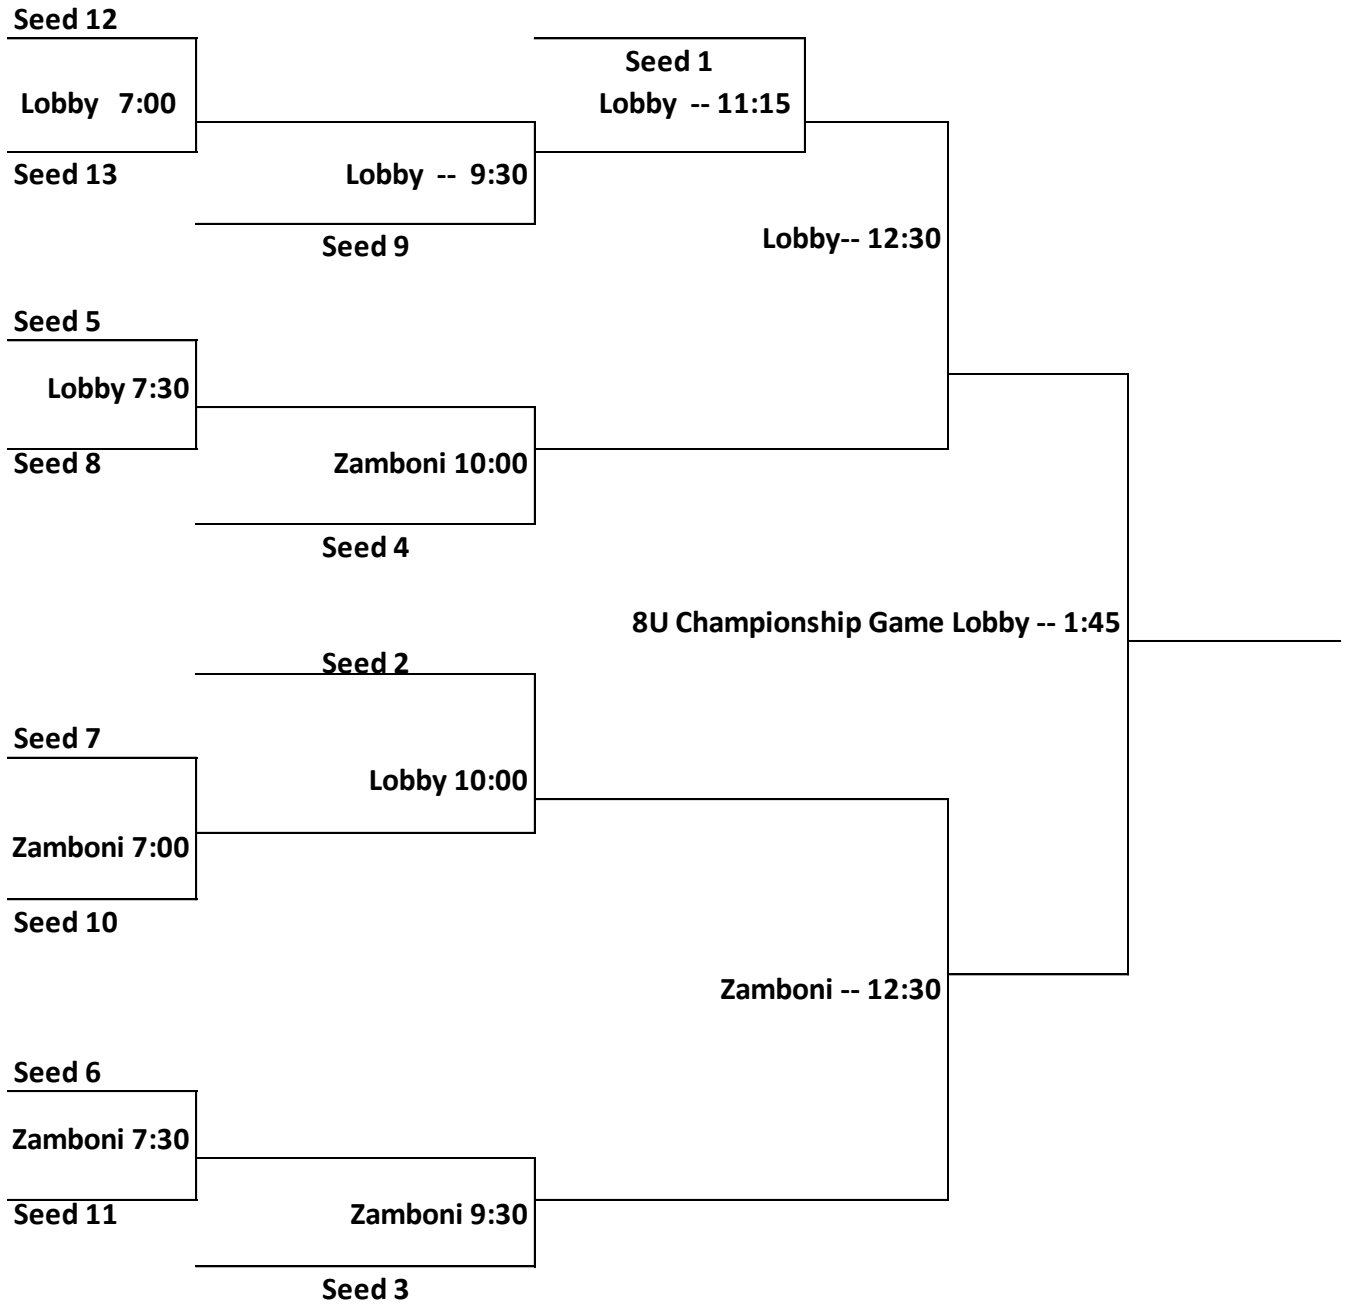 Seed 12
Seed 1
Lobby 7:00
Lobby -- 11:15
Seed 13
Lobby -- 9:30
Seed 9
Lobby-- 12:30
Seed 5
Lobby 7:30
Seed 8
Zamboni 10:00
Seed 4
8U Championship Game Lobby -- 1:45
Seed 2
Seed 7
Lobby 10:00
Zamboni 7:00
Seed 10
Zamboni -- 12:30
Seed 6
Zamboni 7:30
Seed 11
Zamboni 9:30
Seed 3